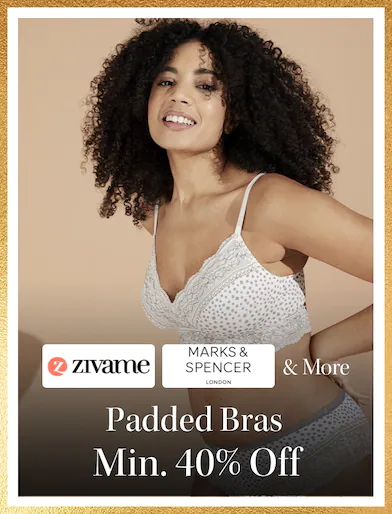 zivame
MARKS &
SPENCER
LONDON
& More
Padded Bras
Min. 40% Off